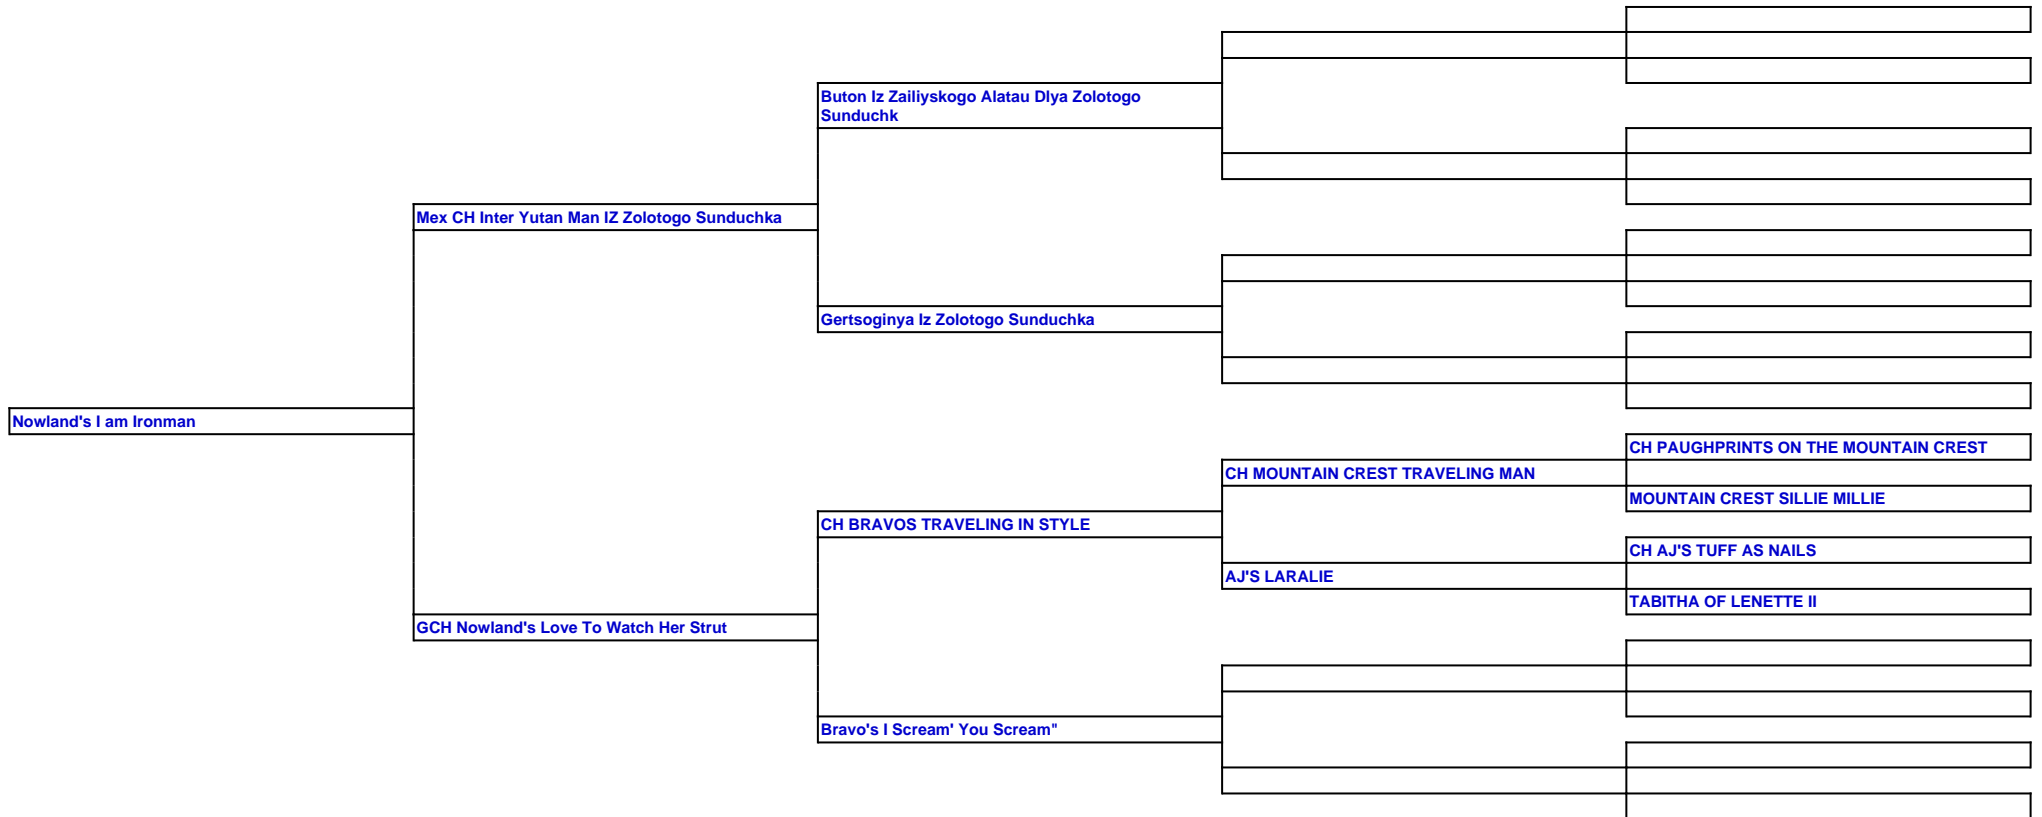 Buton Iz Zailiyskogo Alatau Dlya Zolotogo
Sunduchk
Mex CH Inter Yutan Man IZ Zolotogo Sunduchka
Gertsoginya Iz Zolotogo Sunduchka
Nowland's I am Ironman
CH PAUGHPRINTS ON THE MOUNTAIN CREST
CH MOUNTAIN CREST TRAVELING MAN
MOUNTAIN CREST SILLIE MILLIE
CH BRAVOS TRAVELING IN STYLE
CH AJ'S TUFF AS NAILS
AJ'S LARALIE
TABITHA OF LENETTE II
GCH Nowland's Love To Watch Her Strut
Bravo's I Scream' You Scream"